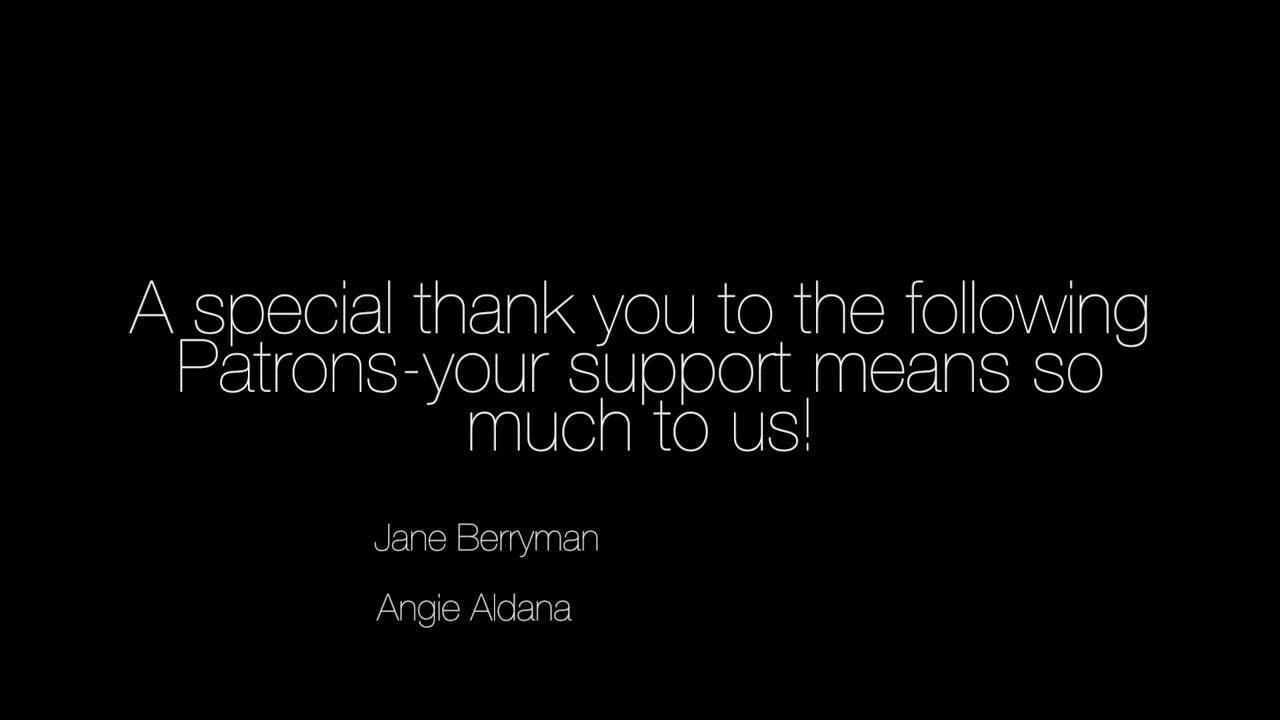 A special thank you to the following
Patrons-your support means so
much to us!
Jane Berryman
Angie Aldana